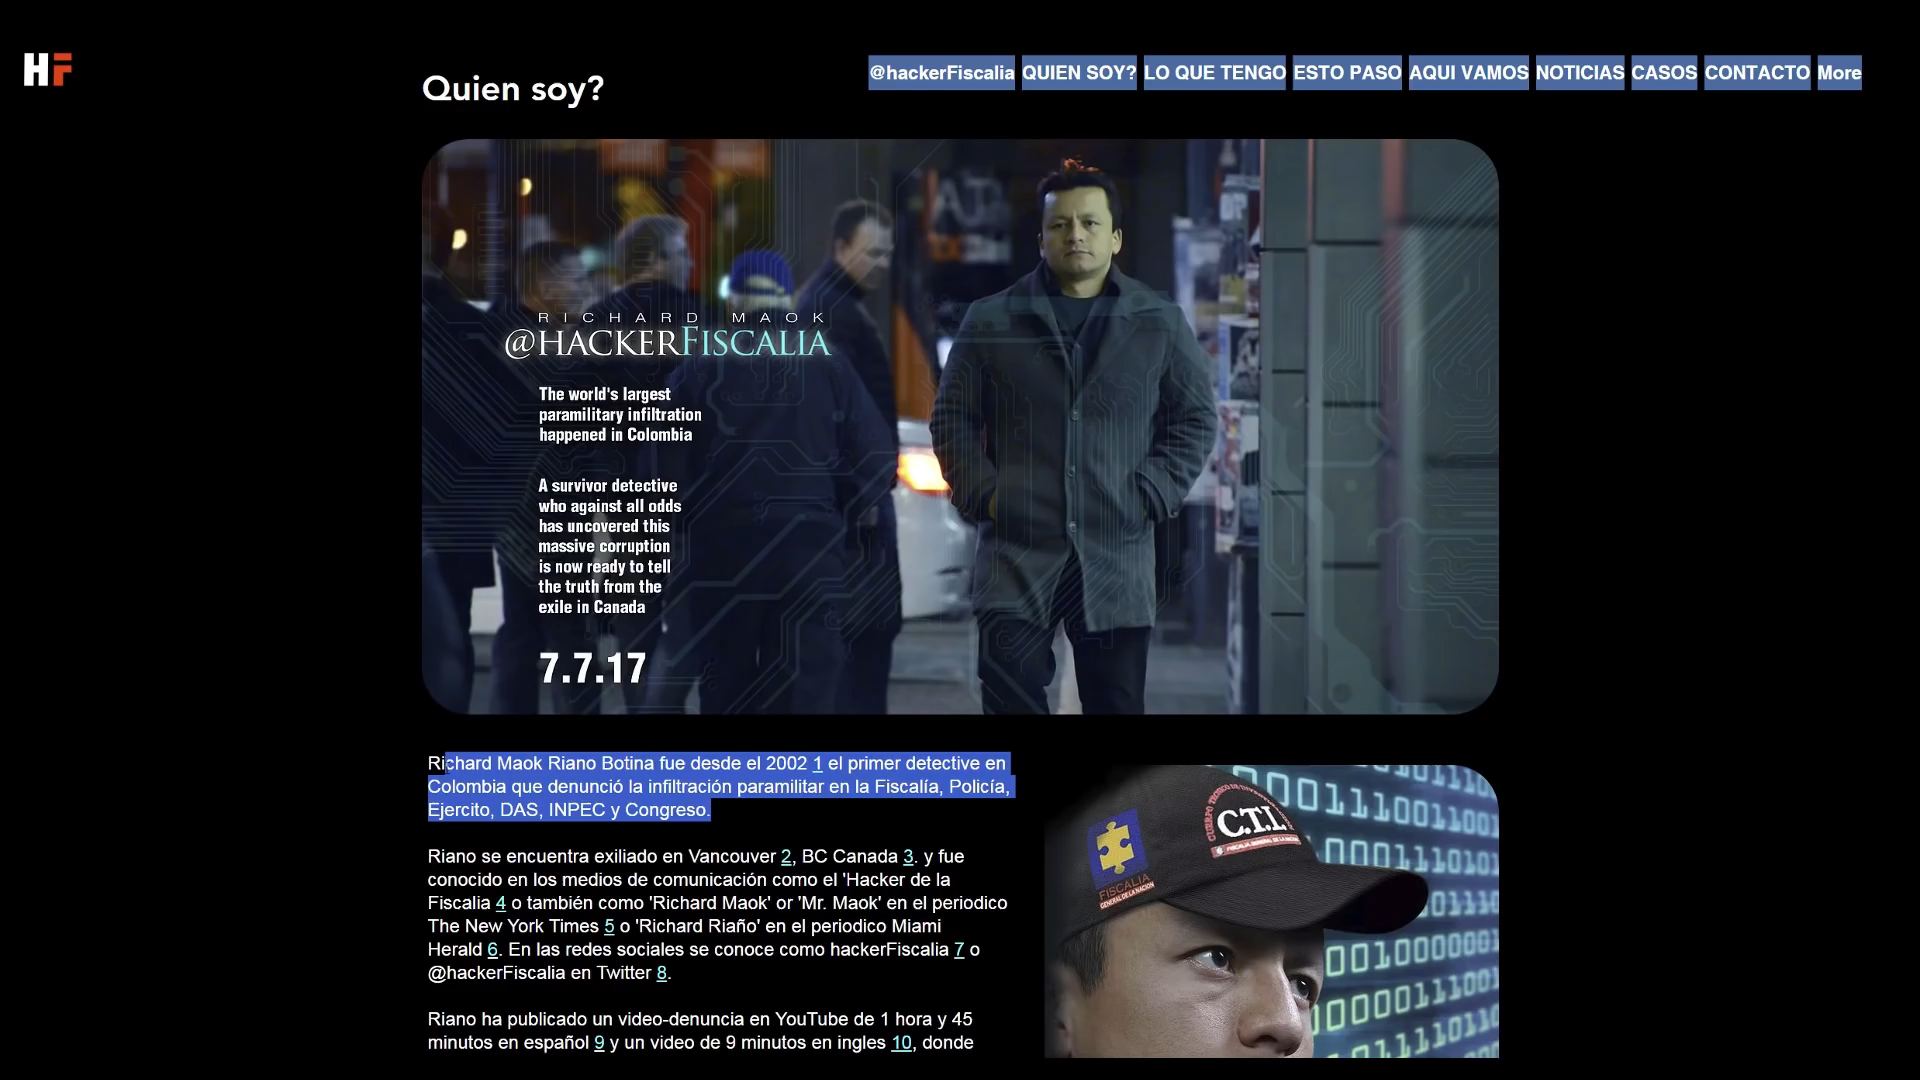 HF
Quien soy?
@hackerFiscalia QUIEN SOY? LO QUE TENGO ESTO PASO AQUI VAMOS NOTICIAS CASOS CONTACTO More
RICHARD MAOK
@HACKERFISCALIA
The world's largest
paramilitary infiltration
happened in Colombia
A survivor detective
who against all odds
has uncovered this
massive corruption
is now ready to tell
the truth from the
exile in Canada
7.7.17
Richard Maok Riano Botina fue desde el 2002 1 el primer detective en
Colombia que denunció la infiltración paramilitar en la Fiscalía, Policía,
Ejercito, DAS, INPEC y Congreso.
Riano se encuentra exiliado en Vancouver 2, BC Canada 3. y fue
conocido en los medios de comunicación como el 'Hacker de la
Fiscalia 4 o también como 'Richard Maok' or 'Mr. Maok' en el periodico
The New York Times 5 o 'Richard Riaño' en el periodico Miami
Herald 6. En las redes sociales se conoce como hackerFiscalia 7 o
@hackerFiscalia en Twitter 8.
Riano ha publicado un video-denuncia en YouTube de 1 hora y 45
minutos en español 9 y un video de 9 minutos en ingles 10, donde
C.T.I.
FISCALIA
GENERAL DE LA NACION